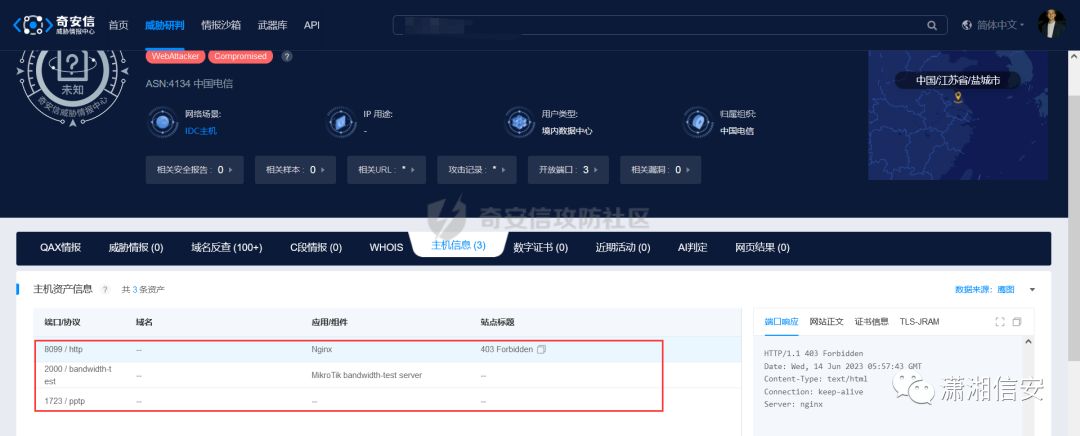 奇安信
威胁情报中心
首页 威胁研判 情报沙箱 武器库 API 简体中文
WebAttacker Compromised ?
未知
奇安信威胁情报中心
ASN:4134 中国电信
中国/江苏省/盐城市
网络场景: IP 用途: 用户类型: 归属组织:
IDC主机 - 境内数据中心 中国电信
相关安全报告: 0 相关样本: 0 相关URL: * 攻击记录: * 开放端口: 3 相关漏洞: 0
奇安信攻防社区
QAX情报 威胁情报 (0) 域名反查 (100+) C段情报 (0) WHOIS 主机信息 (3) 数字证书 (0) 近期活动 (0) AI判定 网页结果 (0)
主机资产信息 ? 共 3 条资产 数据来源: 鹰图
端口/协议 域名 应用/组件 站点标题
8099 / http -- Nginx 403 Forbidden
2000 / bandwidth-t
est -- MikroTik bandwidth-test server --
1723 / pptp -- -- --
端口响应 网站正文 证书信息 TLS-JRAM
HTTP/1.1 403 Forbidden
Date: Wed, 14 Jun 2023 05:57:43 GMT
Content-Type: text/html
Connection: keep-alive
Server: nginx
潇湘信安